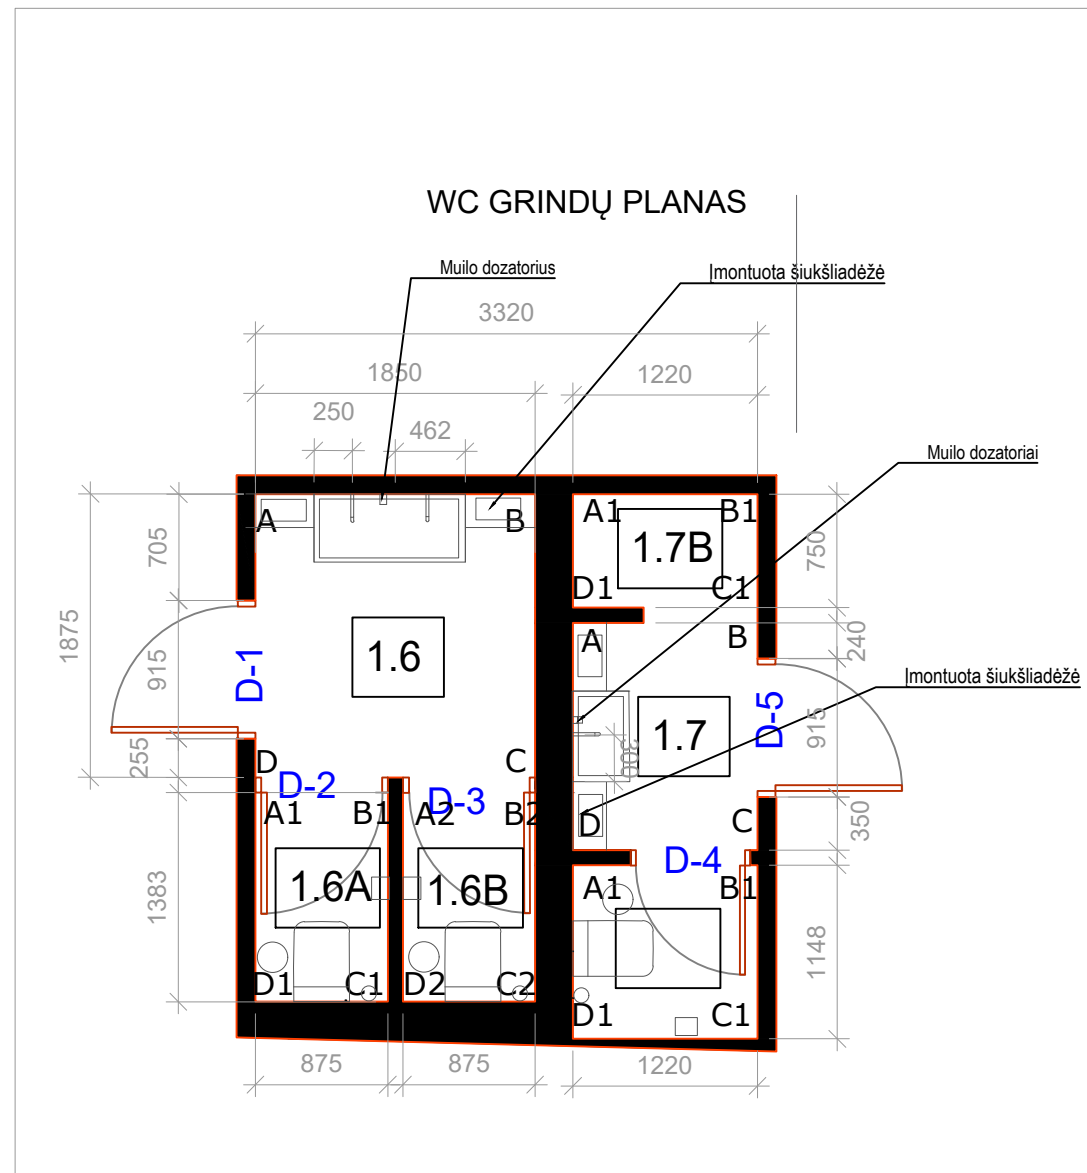 WC GRINDŲ PLANAS
Muilo dozatorius
Įmontuota šiukšliadėžė
3320
1850
1220
250
462
Muilo dozatoriai
A
B
A1
B1
1.7B
D1
C1
705
750
1875
915
255
D-1
1.6
A
B
240
Įmontuota šiukšliadėžė
1.7
D-5
915
300
D
C
D-2
D-3
D
C
350
A1
B1
A2
B2
D-4
1383
1.6A
1.6B
A1
B1
1148
D1
C1
D2
C2
D1
C1
875
875
1220